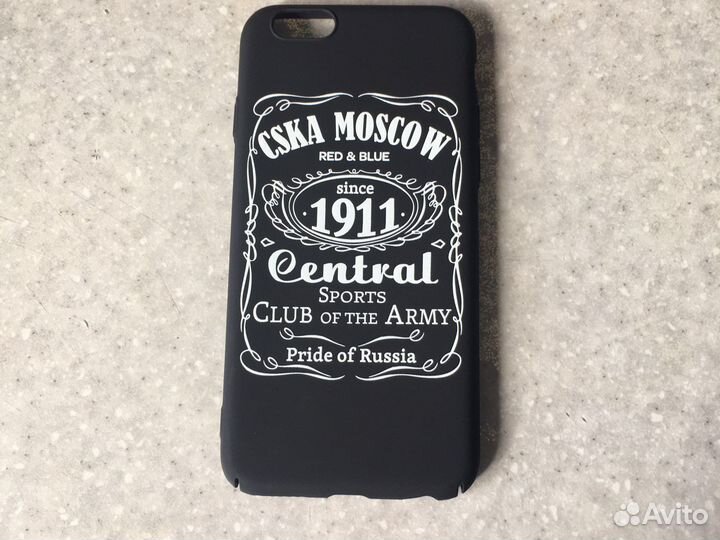 CSKA MOSCOW
RED & BLUE
since
·1911·
Central
SPORTS
CLUB OF THE ARMY
Pride of Russia
Avito